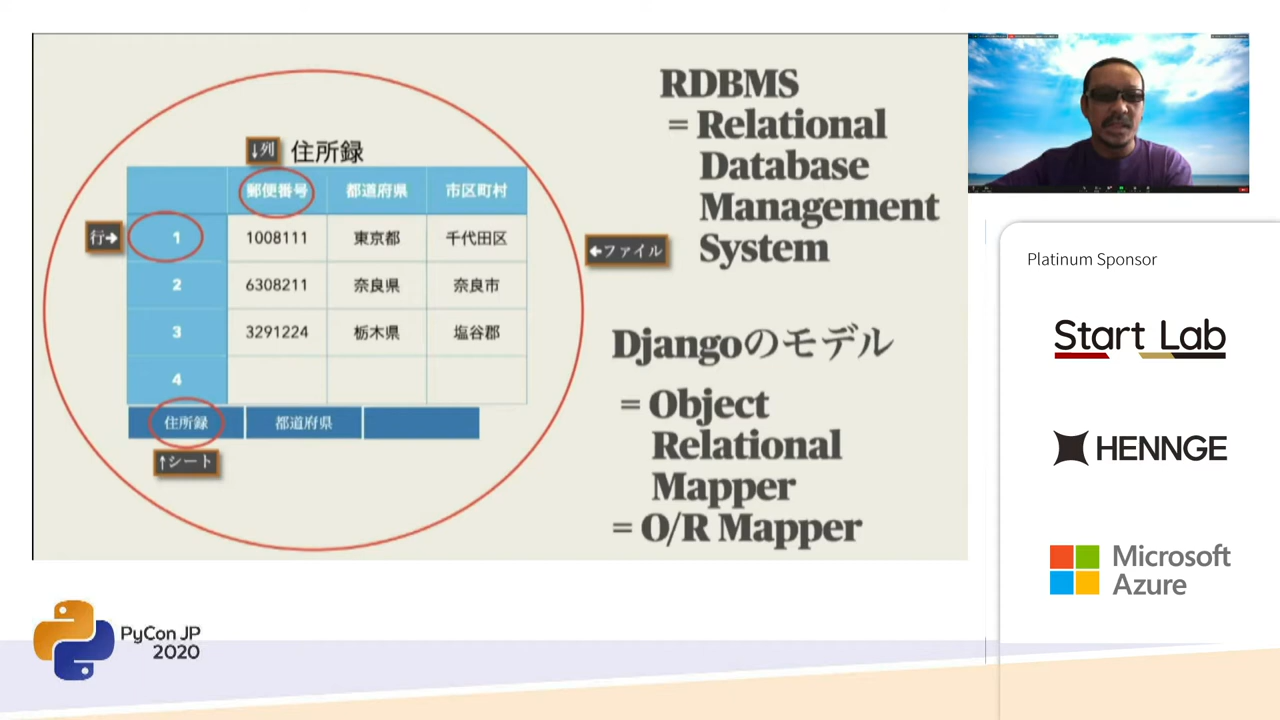 ↓列 住所録
郵便番号 都道府県 市区町村
行→ 1 1008111 東京都 千代田区
2 6308211 奈良県 奈良市
3 3291224 栃木県 塩谷郡
4
住所録 都道府県
↑シート
←ファイル
RDBMS
= Relational
Database
Management
System
Djangoのモデル
= Object
Relational
Mapper
= O/R Mapper
Platinum Sponsor
Start Lab
HENNGE
Microsoft
Azure
PyCon JP
2020